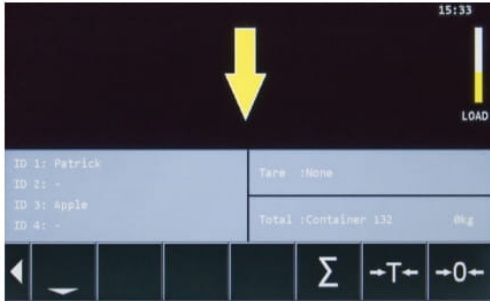 15:33
LOAD
ID 1: Patrick
ID 2: -
ID 3: Apple
ID 4: -
Tare :None
Total :Container 132 0kg
Σ
→T←
→0←